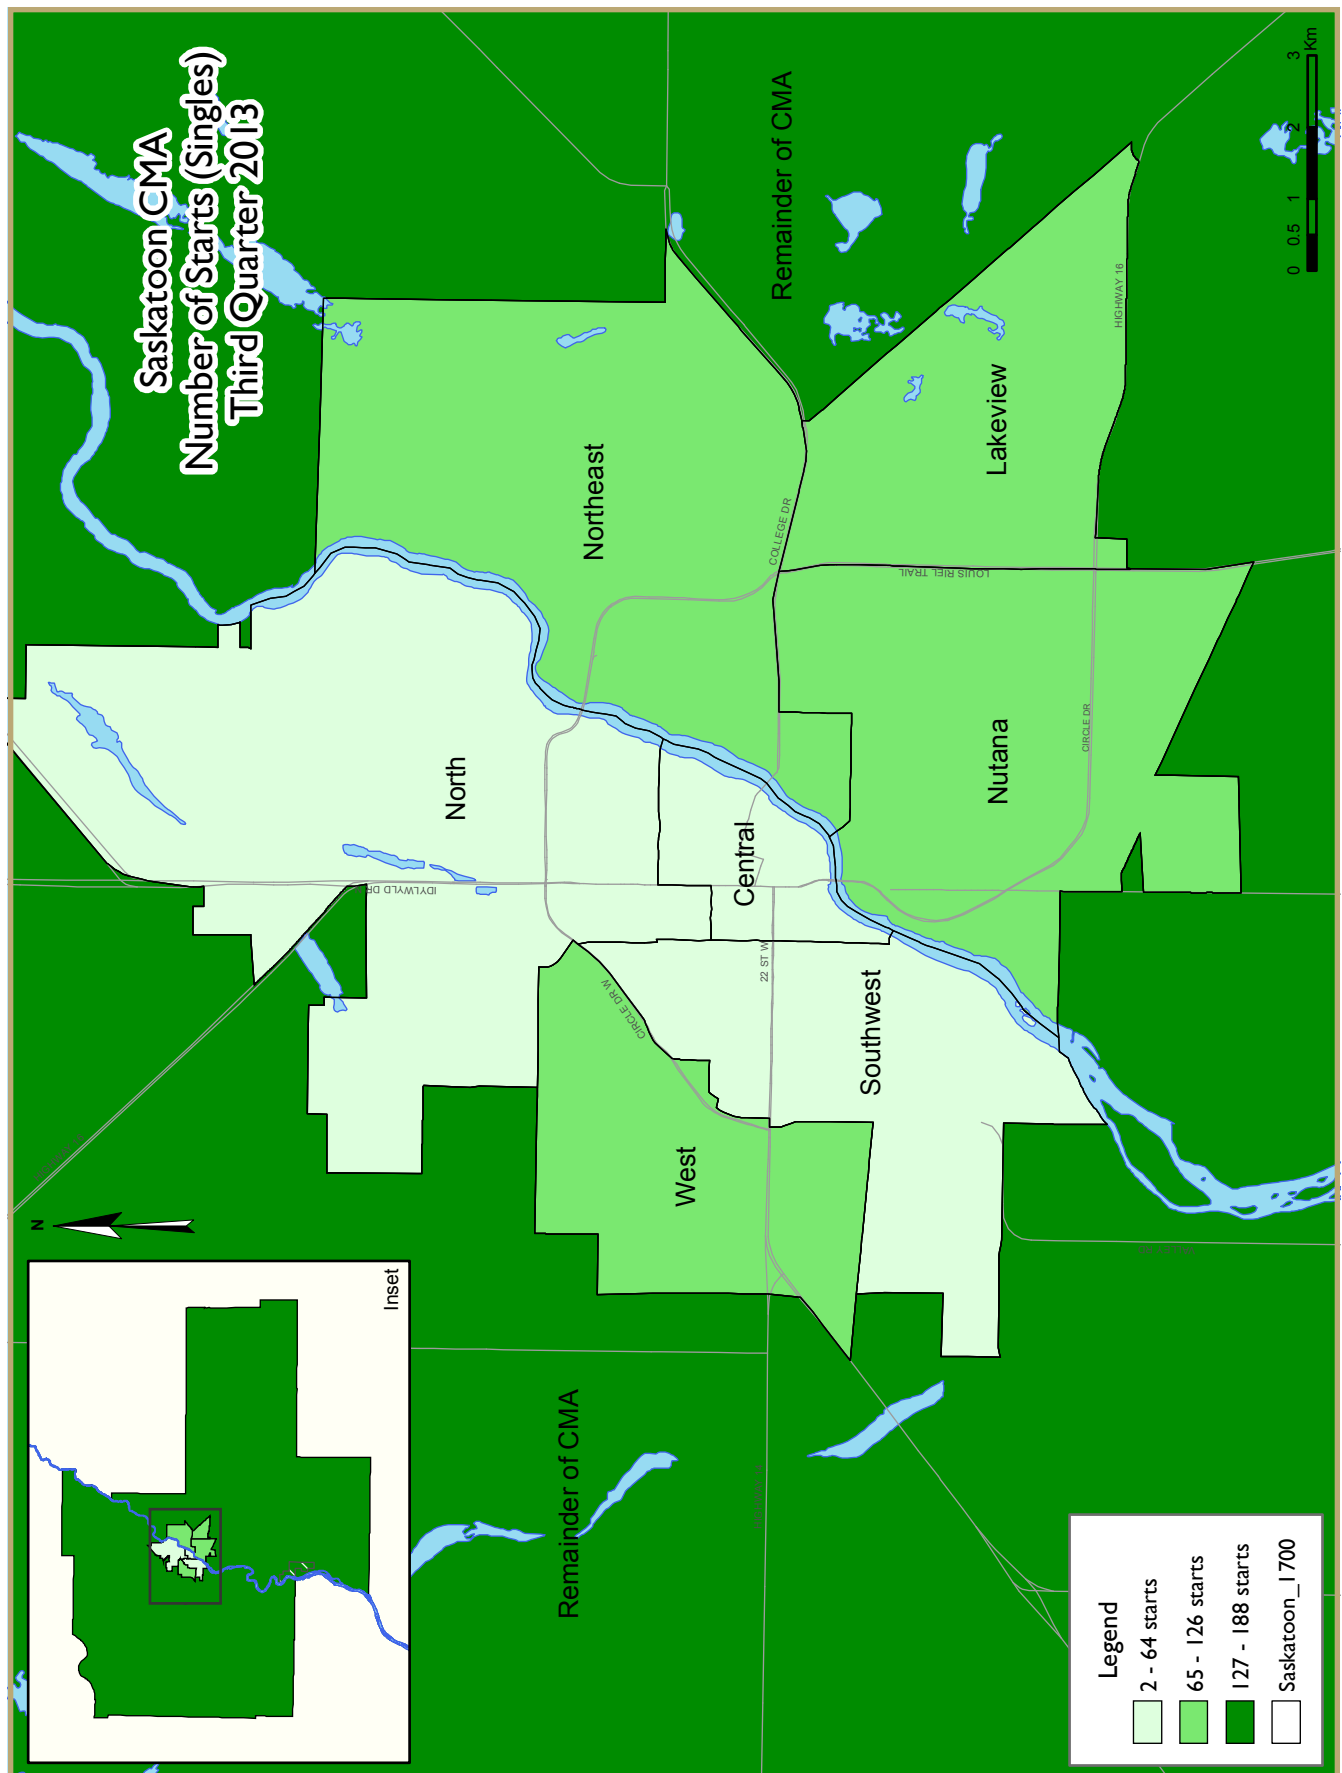 Saskatoon CMA
Number of Starts (Singles)
Third Quarter 2013
N
Inset
Remainder of CMA
Remainder of CMA
North
Northeast
Central
West
Southwest
Nutana
Lakeview
IDYLWYLD DR
CIRCLE DR W
22 ST W
COLLEGE DR
LOUIS RIEL TRAIL
CIRCLE DR
HIGHWAY 16
Legend
2 - 64 starts
65 - 126 starts
127 - 188 starts
Saskatoon_1700
0 0.5 1 2 3
Km